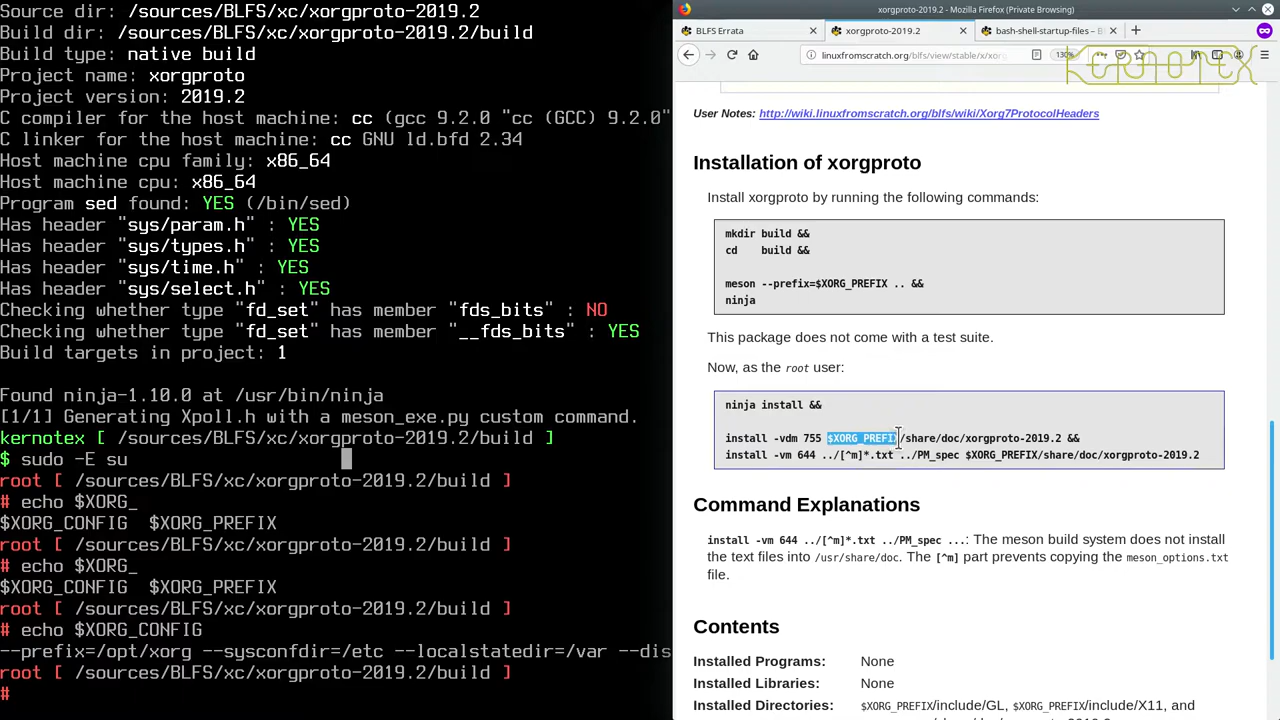 Source dir: /sources/BLFS/xc/xorgproto-2019.2
Build dir: /sources/BLFS/xc/xorgproto-2019.2/build
Build type: native build
Project name: xorgproto
Project version: 2019.2
C compiler for the host machine: cc (gcc 9.2.0 "cc (GCC) 9.2.0"
C linker for the host machine: cc GNU ld.bfd 2.34
Host machine cpu family: x86_64
Host machine cpu: x86_64
Program sed found: YES (/bin/sed)
Has header "sys/param.h" : YES
Has header "sys/types.h" : YES
Has header "sys/time.h" : YES
Has header "sys/select.h" : YES
Checking whether type "fd_set" has member "fds_bits" : NO
Checking whether type "fd_set" has member "__fds_bits" : YES
Build targets in project: 1
Found ninja-1.10.0 at /usr/bin/ninja
[1/1] Generating Xpoll.h with a meson_exe.py custom command.
kernotex [ /sources/BLFS/xc/xorgproto-2019.2/build ]
$ sudo -E su
root [ /sources/BLFS/xc/xorgproto-2019.2/build ]
# echo $XORG_
$XORG_CONFIG  $XORG_PREFIX
root [ /sources/BLFS/xc/xorgproto-2019.2/build ]
# echo $XORG_
$XORG_CONFIG  $XORG_PREFIX
root [ /sources/BLFS/xc/xorgproto-2019.2/build ]
# echo $XORG_CONFIG
--prefix=/opt/xorg --sysconfdir=/etc --localstatedir=/var --dis
root [ /sources/BLFS/xc/xorgproto-2019.2/build ]
#
xorgproto-2019.2 - Mozilla Firefox (Private Browsing)
BLFS Errata
xorgproto-2019.2
bash-shell-startup-files – B
linuxfromscratch.org/blfs/view/stable/x/xorg
130%
KERNOTEX
User Notes: http://wiki.linuxfromscratch.org/blfs/wiki/Xorg7ProtocolHeaders
Installation of xorgproto
Install xorgproto by running the following commands:
mkdir build &&
cd    build &&
meson --prefix=$XORG_PREFIX .. &&
ninja
This package does not come with a test suite.
Now, as the root user:
ninja install &&
install -vdm 755 $XORG_PREFIX/share/doc/xorgproto-2019.2 &&
install -vm 644 ../[^m]*.txt ../PM_spec $XORG_PREFIX/share/doc/xorgproto-2019.2
Command Explanations
install -vm 644 ../[^m]*.txt ../PM_spec ...: The meson build system does not install
the text files into /usr/share/doc. The [^m] part prevents copying the meson_options.txt
file.
Contents
Installed Programs: None
Installed Libraries: None
Installed Directories: $XORG_PREFIX/include/GL, $XORG_PREFIX/include/X11, and